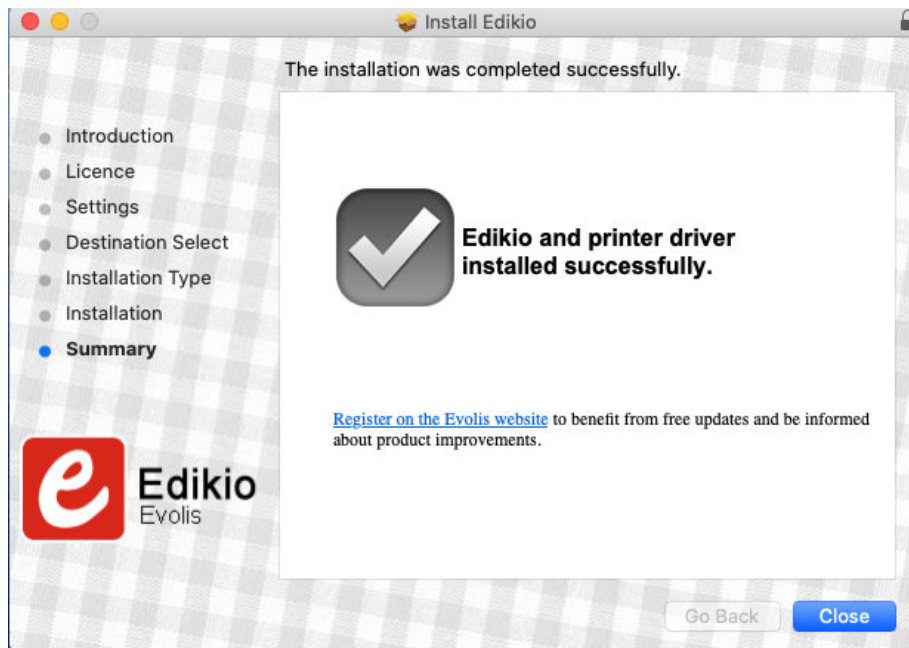 Install Edikio
The installation was completed successfully.
Introduction
Licence
Settings
Destination Select
Installation Type
Installation
Summary
Edikio and printer driver
installed successfully.
Register on the Evolis website to benefit from free updates and be informed
about product improvements.
e Edikio
Evolis
Go Back
Close